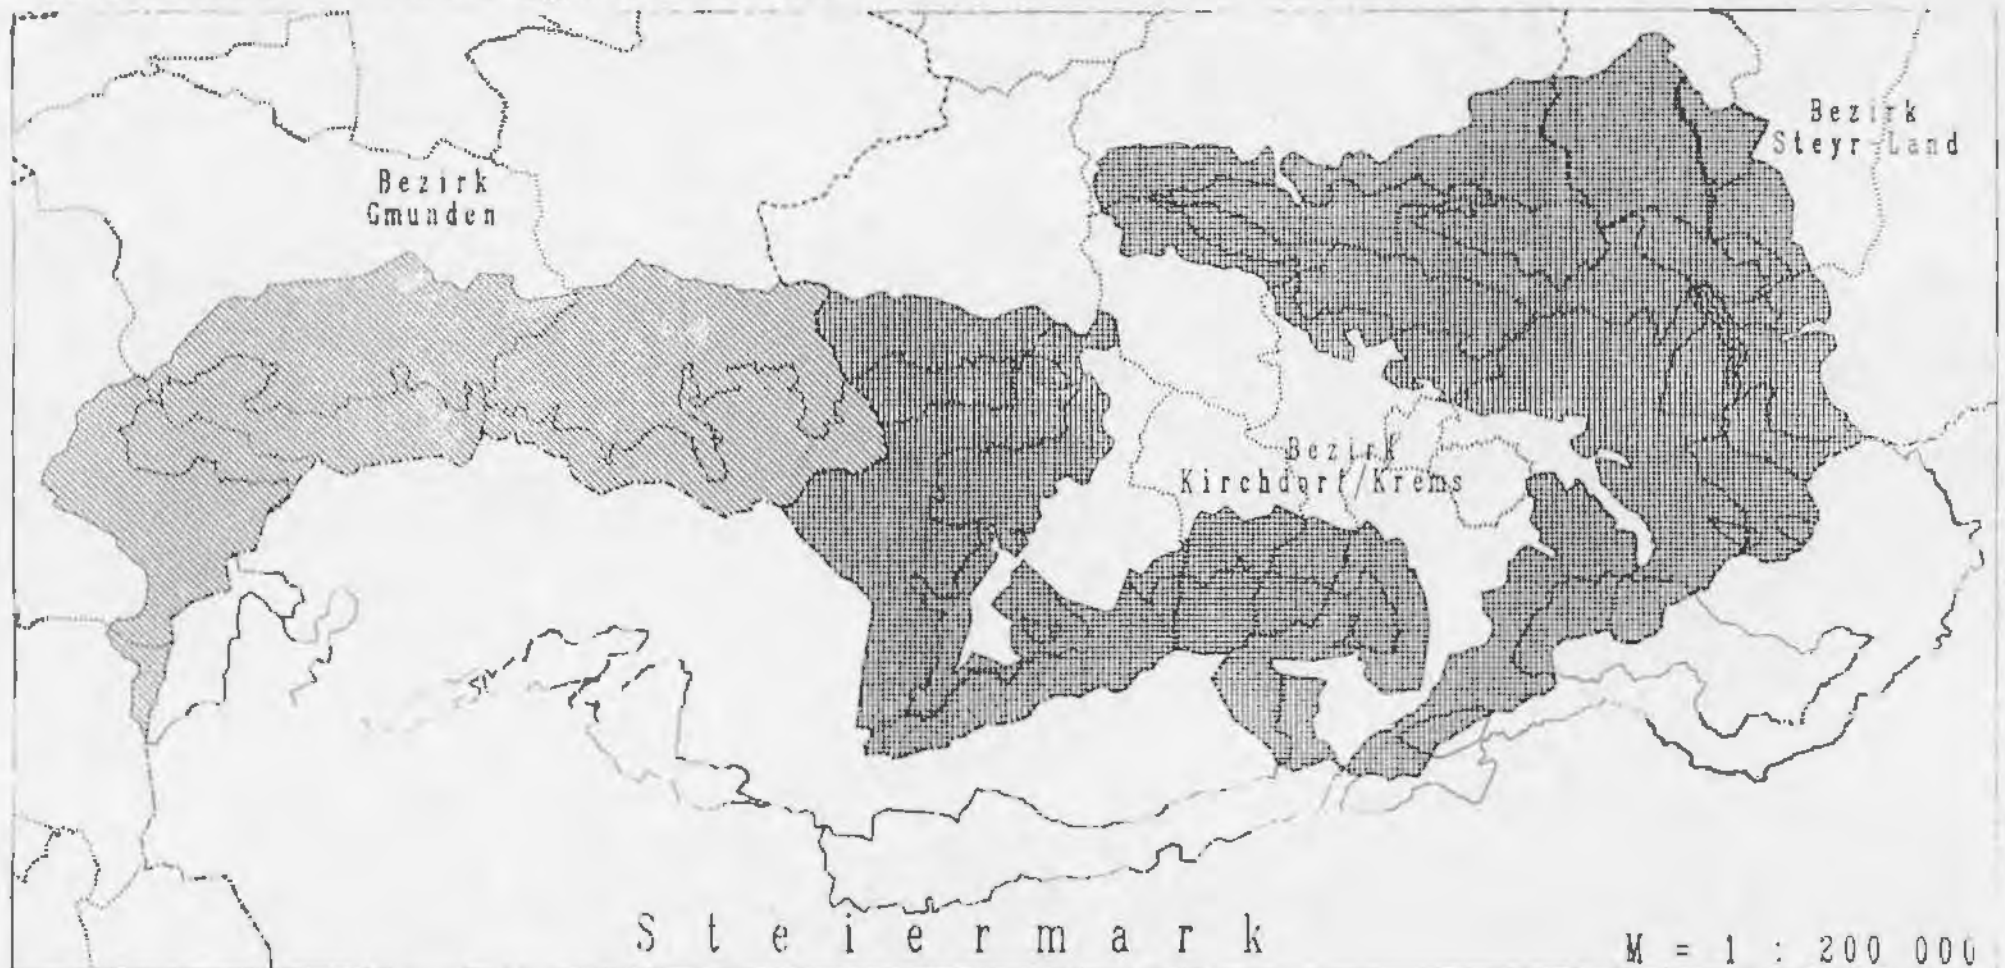 Bezirk
Steyr-Land
Bezirk
Gmunden
Bezirk
Kirchdorf/Krems
Steiermark
M = 1 : 200 000